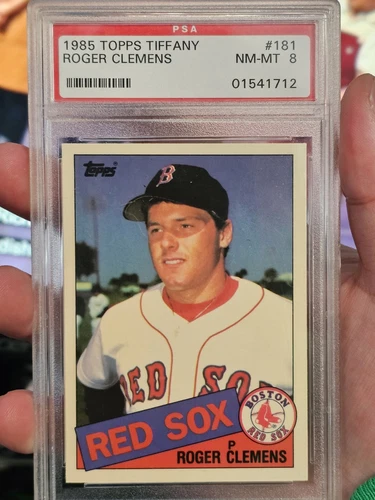 PSA
1985 TOPPS TIFFANY #181
ROGER CLEMENS NM-MT 8
01541712
Topps
B
RED SO
RED SOX
BOSTON
RED SOX
P
ROGER CLEMENS